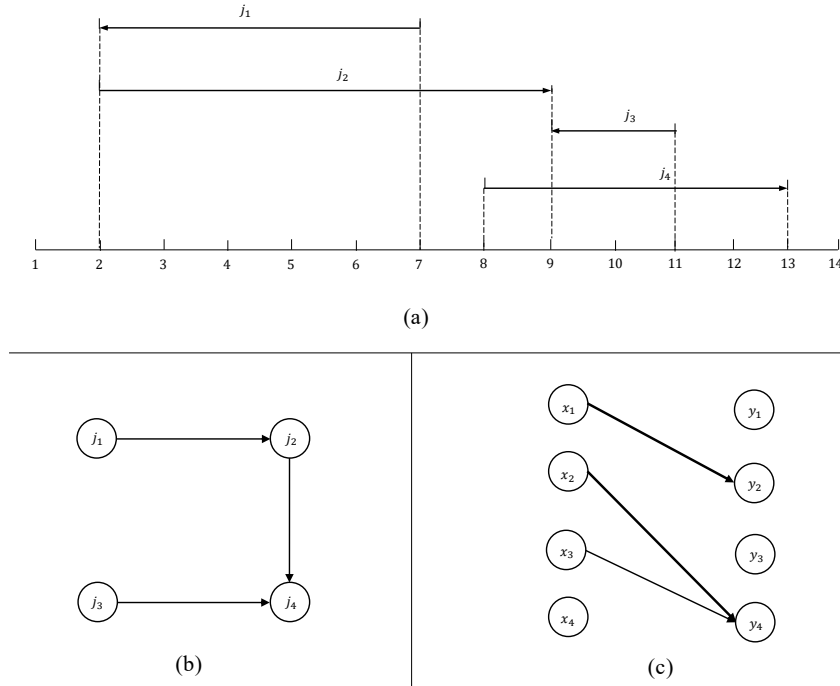 j₁
j₂
j₃
j₄
1 2 3 4 5 6 7 8 9 10 11 12 13 14
(a)
j₁ j₂
j₃ j₄
(b)
x₁ y₁
x₂ y₂
x₃ y₃
x₄ y₄
(c)